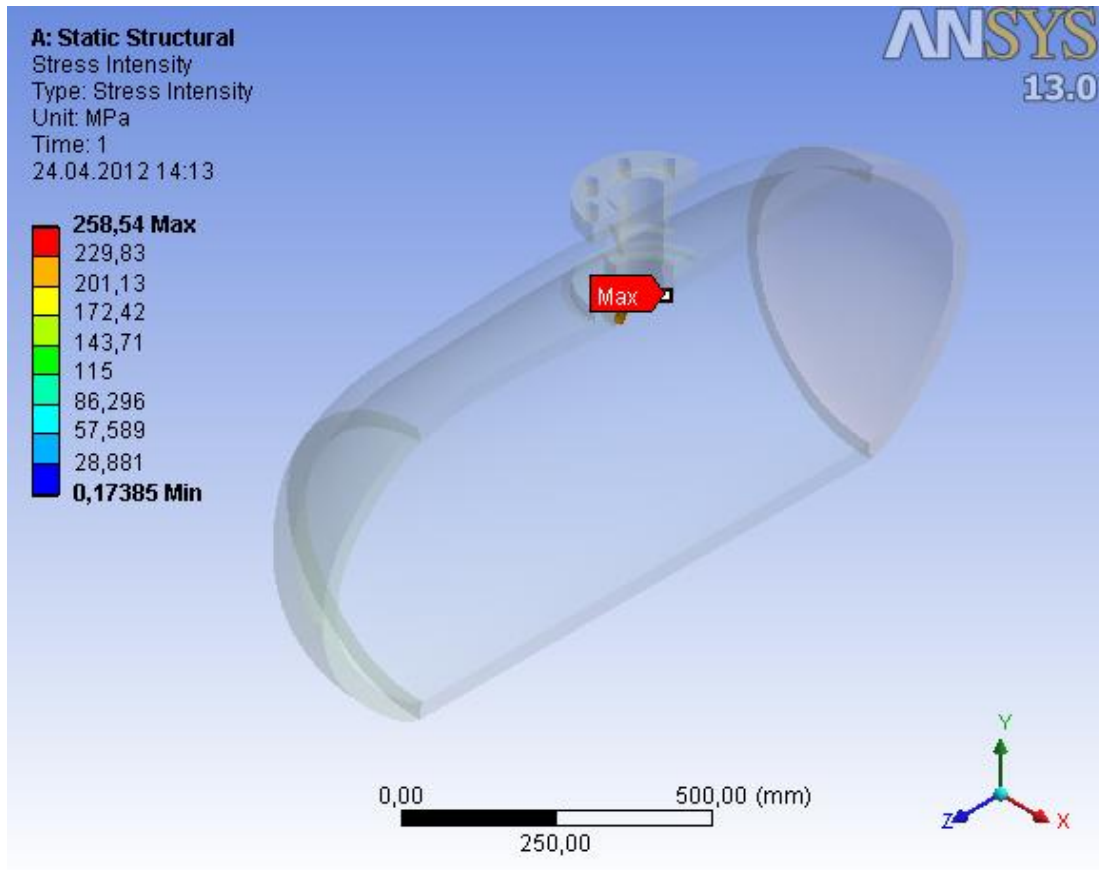 A: Static Structural
Stress Intensity
Type: Stress Intensity
Unit: MPa
Time: 1
24.04.2012 14:13
ANSYS
13.0
258,54 Max
229,83
201,13
172,42
143,71
115
86,296
57,589
28,881
0,17385 Min
Max
0,00
500,00 (mm)
250,00
Y
Z
X